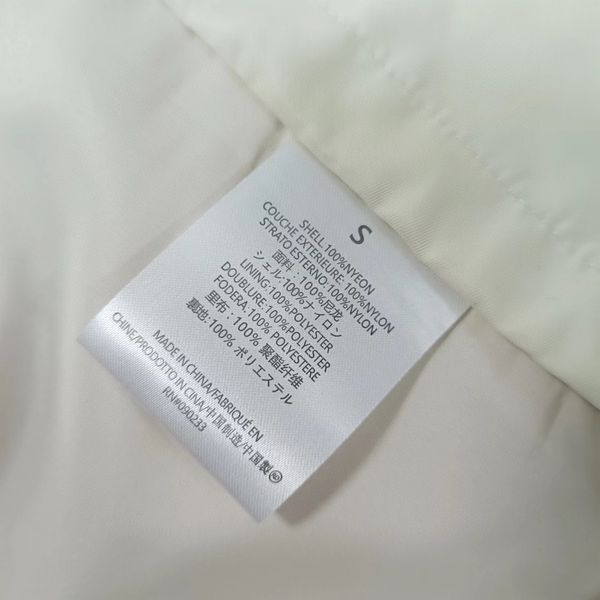 S
SHELL 100%NYEON
COUCHE EXTERIEURE: 100%NYLON
STRATO ESTERNO:100%NYLON
面料：100%尼龙
シェル:100%ナイロン
LINING:100%POLYESTER
DOUBLURE:100%POLYESTER
FODERA:100% POLYESTERE
里布：100% 聚酯纤维
裏地:100% ポリエステル
MADE IN CHINA/FABRIQUÉ EN
CHINE/PRODOTTO IN CINA/中国制造/中国製
RN#090233